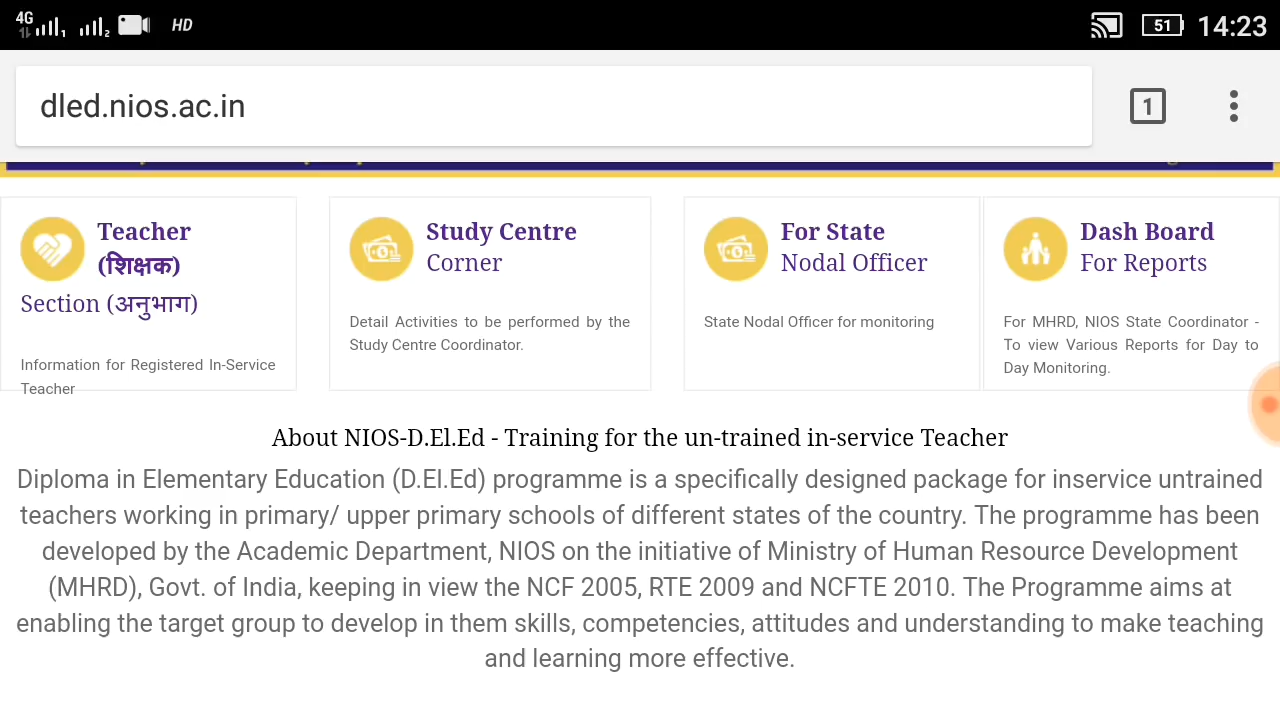 4G 1 2 HD 51 14:23
dled.nios.ac.in 1
Teacher
(शिक्षक)
Section (अनुभाग)
Information for Registered In-Service
Teacher
Study Centre
Corner
Detail Activities to be performed by the
Study Centre Coordinator.
For State
Nodal Officer
State Nodal Officer for monitoring
Dash Board
For Reports
For MHRD, NIOS State Coordinator -
To view Various Reports for Day to
Day Monitoring.
About NIOS-D.El.Ed - Training for the un-trained in-service Teacher
Diploma in Elementary Education (D.El.Ed) programme is a specifically designed package for inservice untrained
teachers working in primary/ upper primary schools of different states of the country. The programme has been
developed by the Academic Department, NIOS on the initiative of Ministry of Human Resource Development
(MHRD), Govt. of India, keeping in view the NCF 2005, RTE 2009 and NCFTE 2010. The Programme aims at
enabling the target group to develop in them skills, competencies, attitudes and understanding to make teaching
and learning more effective.